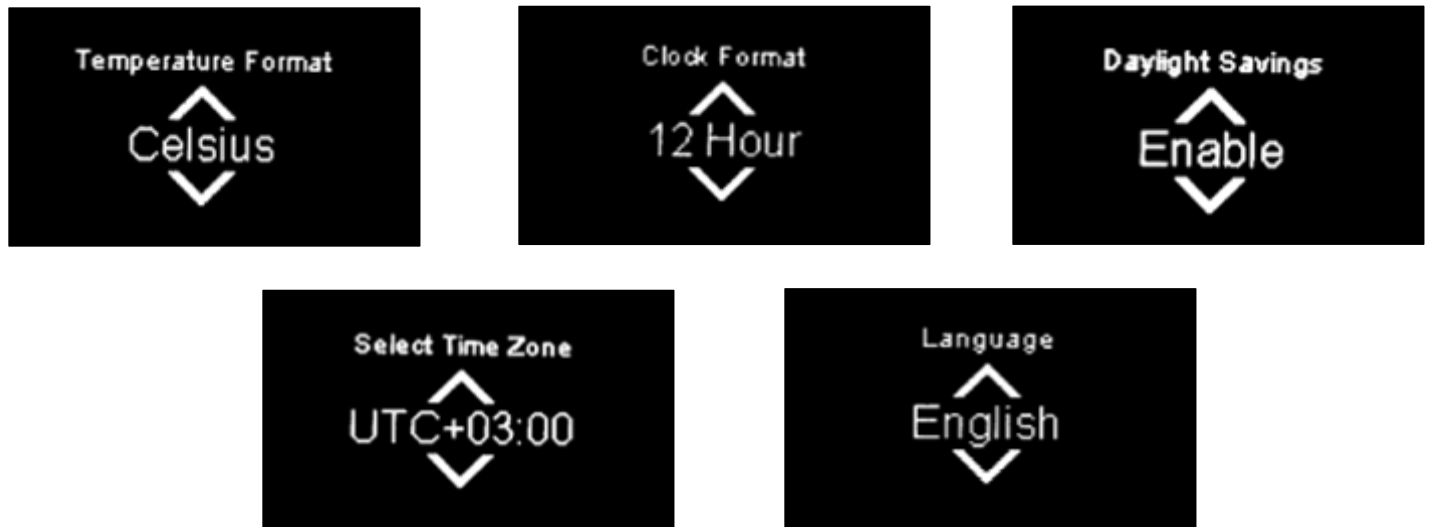 Temperature Format
Celsius
Clock Format
12 Hour
Daylight Savings
Enable
Select Time Zone
UTC+03:00
Language
English